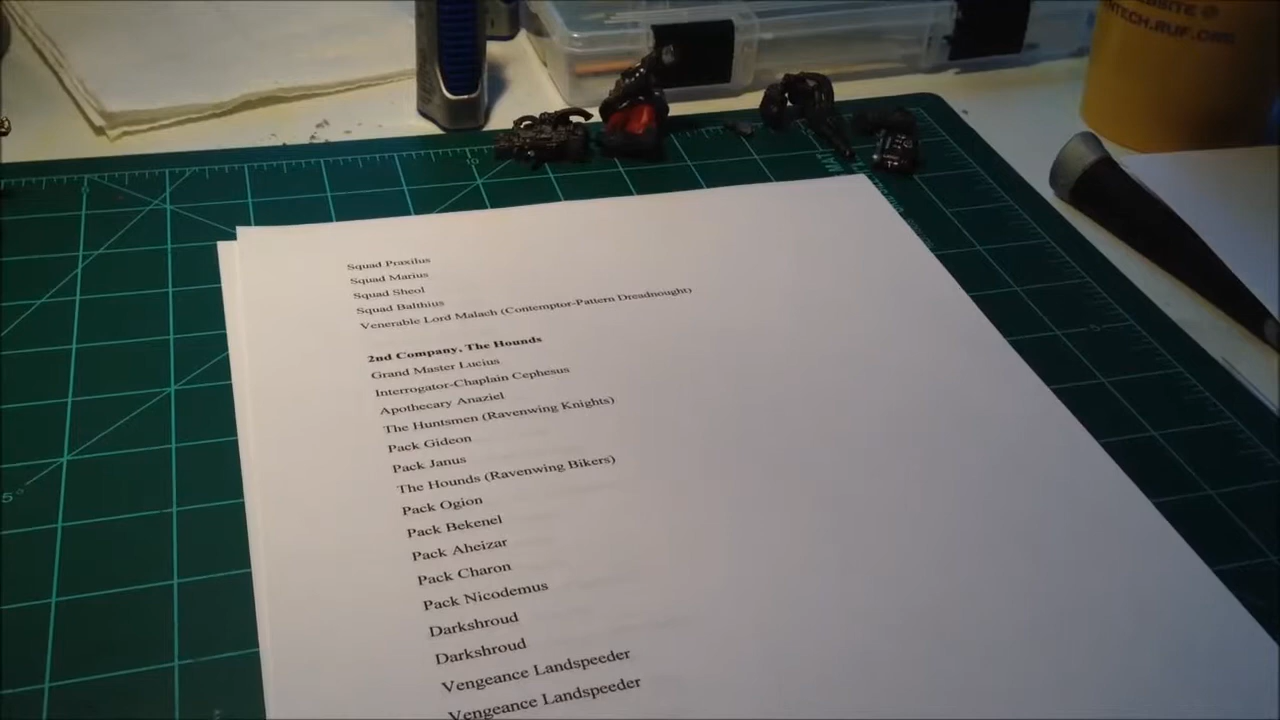 Squad Praxilus
Squad Marius
Squad Sheol
Squad Balthius
Venerable Lord Malach (Contemptor-Pattern Dreadnought)
2nd Company, The Hounds
Grand Master Lucius
Interrogator-Chaplain Cephesus
Apothecary Anaziel
The Huntsmen (Ravenwing Knights)
Pack Gideon
Pack Janus
The Hounds (Ravenwing Bikers)
Pack Ogion
Pack Bekenel
Pack Aheizar
Pack Charon
Pack Nicodemus
Darkshroud
Darkshroud
Vengeance Landspeeder
Vengeance Landspeeder
MAT
5°